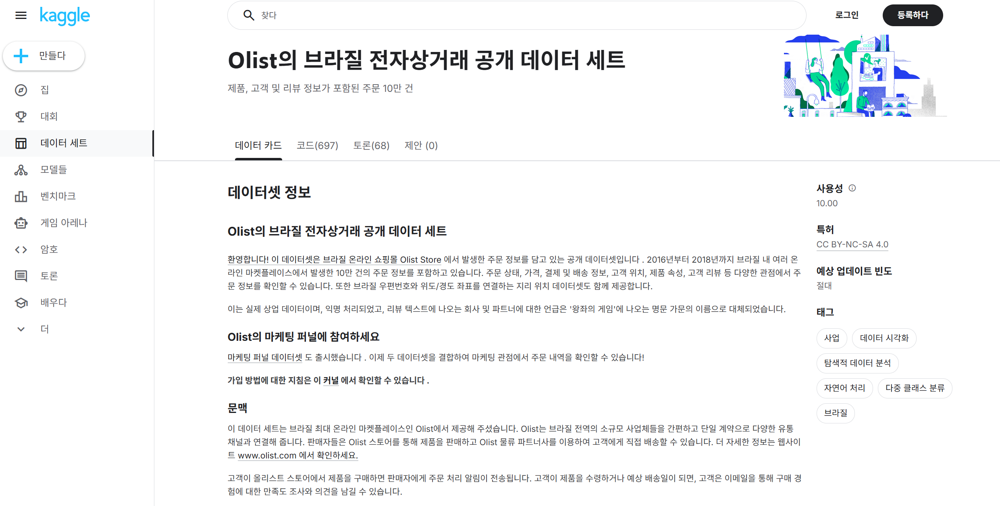 kaggle
찾다
로그인
등록하다
만들다
집
대회
데이터 세트
모델들
벤치마크
게임 아레나
암호
토론
배우다
더
Olist의 브라질 전자상거래 공개 데이터 세트
제품, 고객 및 리뷰 정보가 포함된 주문 10만 건
데이터 카드
코드(697)
토론(68)
제안 (0)
데이터셋 정보
Olist의 브라질 전자상거래 공개 데이터 세트
환영합니다! 이 데이터셋은 브라질 온라인 쇼핑몰 Olist Store 에서 발생한 주문 정보를 담고 있는 공개 데이터셋입니다 . 2016년부터 2018년까지 브라질 내 여러 온
라인 마켓플레이스에서 발생한 10만 건의 주문 정보를 포함하고 있습니다. 주문 상태, 가격, 결제 및 배송 정보, 고객 위치, 제품 속성, 고객 리뷰 등 다양한 관점에서 주
문 정보를 확인할 수 있습니다. 또한 브라질 우편번호와 위도/경도 좌표를 연결하는 지리 위치 데이터셋도 함께 제공합니다.
이는 실제 상업 데이터이며, 익명 처리되었고, 리뷰 텍스트에 나오는 회사 및 파트너에 대한 언급은 '왕좌의 게임'에 나오는 명문 가문의 이름으로 대체되었습니다.
Olist의 마케팅 퍼널에 참여하세요
마케팅 퍼널 데이터셋 도 출시했습니다 . 이제 두 데이터셋을 결합하여 마케팅 관점에서 주문 내역을 확인할 수 있습니다!
가입 방법에 대한 지침은 이 커널 에서 확인할 수 있습니다 .
문맥
이 데이터 세트는 브라질 최대 온라인 마켓플레이스인 Olist에서 제공해 주셨습니다. Olist는 브라질 전역의 소규모 사업체들을 간편하고 단일 계약으로 다양한 유통
채널과 연결해 줍니다. 판매자들은 Olist 스토어를 통해 제품을 판매하고 Olist 물류 파트너사를 이용하여 고객에게 직접 배송할 수 있습니다. 더 자세한 정보는 웹사이
트 www.olist.com 에서 확인하세요.
고객이 올리스트 스토어에서 제품을 구매하면 판매자에게 주문 처리 알림이 전송됩니다. 고객이 제품을 수령하거나 예상 배송일이 되면, 고객은 이메일을 통해 구매 경
험에 대한 만족도 조사와 의견을 남길 수 있습니다.
사용성
10.00
특허
CC BY-NC-SA 4.0
예상 업데이트 빈도
절대
태그
사업
데이터 시각화
탐색적 데이터 분석
자연어 처리
다중 클래스 분류
브라질